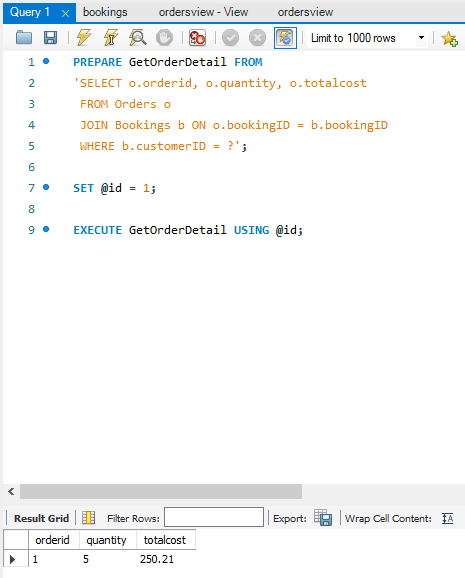 Query 1 bookings ordersview - View ordersview
Limit to 1000 rows
1 PREPARE GetOrderDetail FROM
2 'SELECT o.orderid, o.quantity, o.totalcost
3 FROM Orders o
4 JOIN Bookings b ON o.bookingID = b.bookingID
5 WHERE b.customerID = ?';
6
7 SET @id = 1;
8
9 EXECUTE GetOrderDetail USING @id;
Result Grid Filter Rows: Export: Wrap Cell Content:
orderid quantity totalcost
1 5 250.21